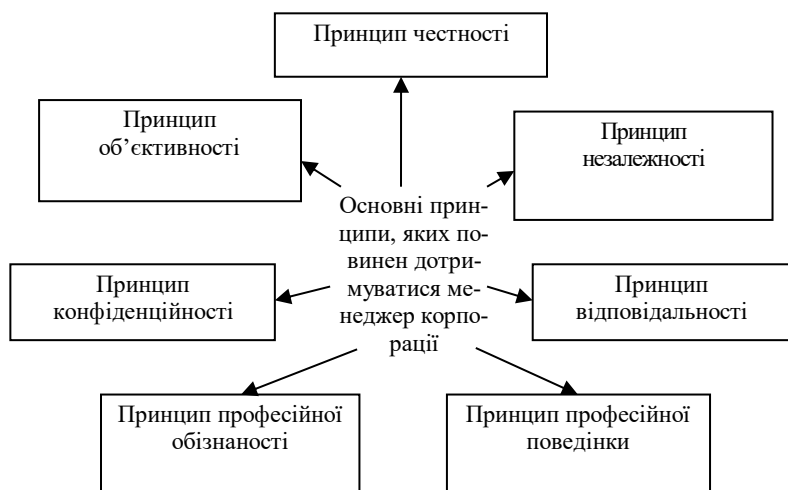 Принцип честності
Принцип
об’єктивності
Принцип
незалежності
Основні прин-
ципи, яких по-
винен дотри-
муватися ме-
неджер корпо-
рації
Принцип
конфіденційності
Принцип
відповідальності
Принцип професійної
обізнаності
Принцип професійної
поведінки